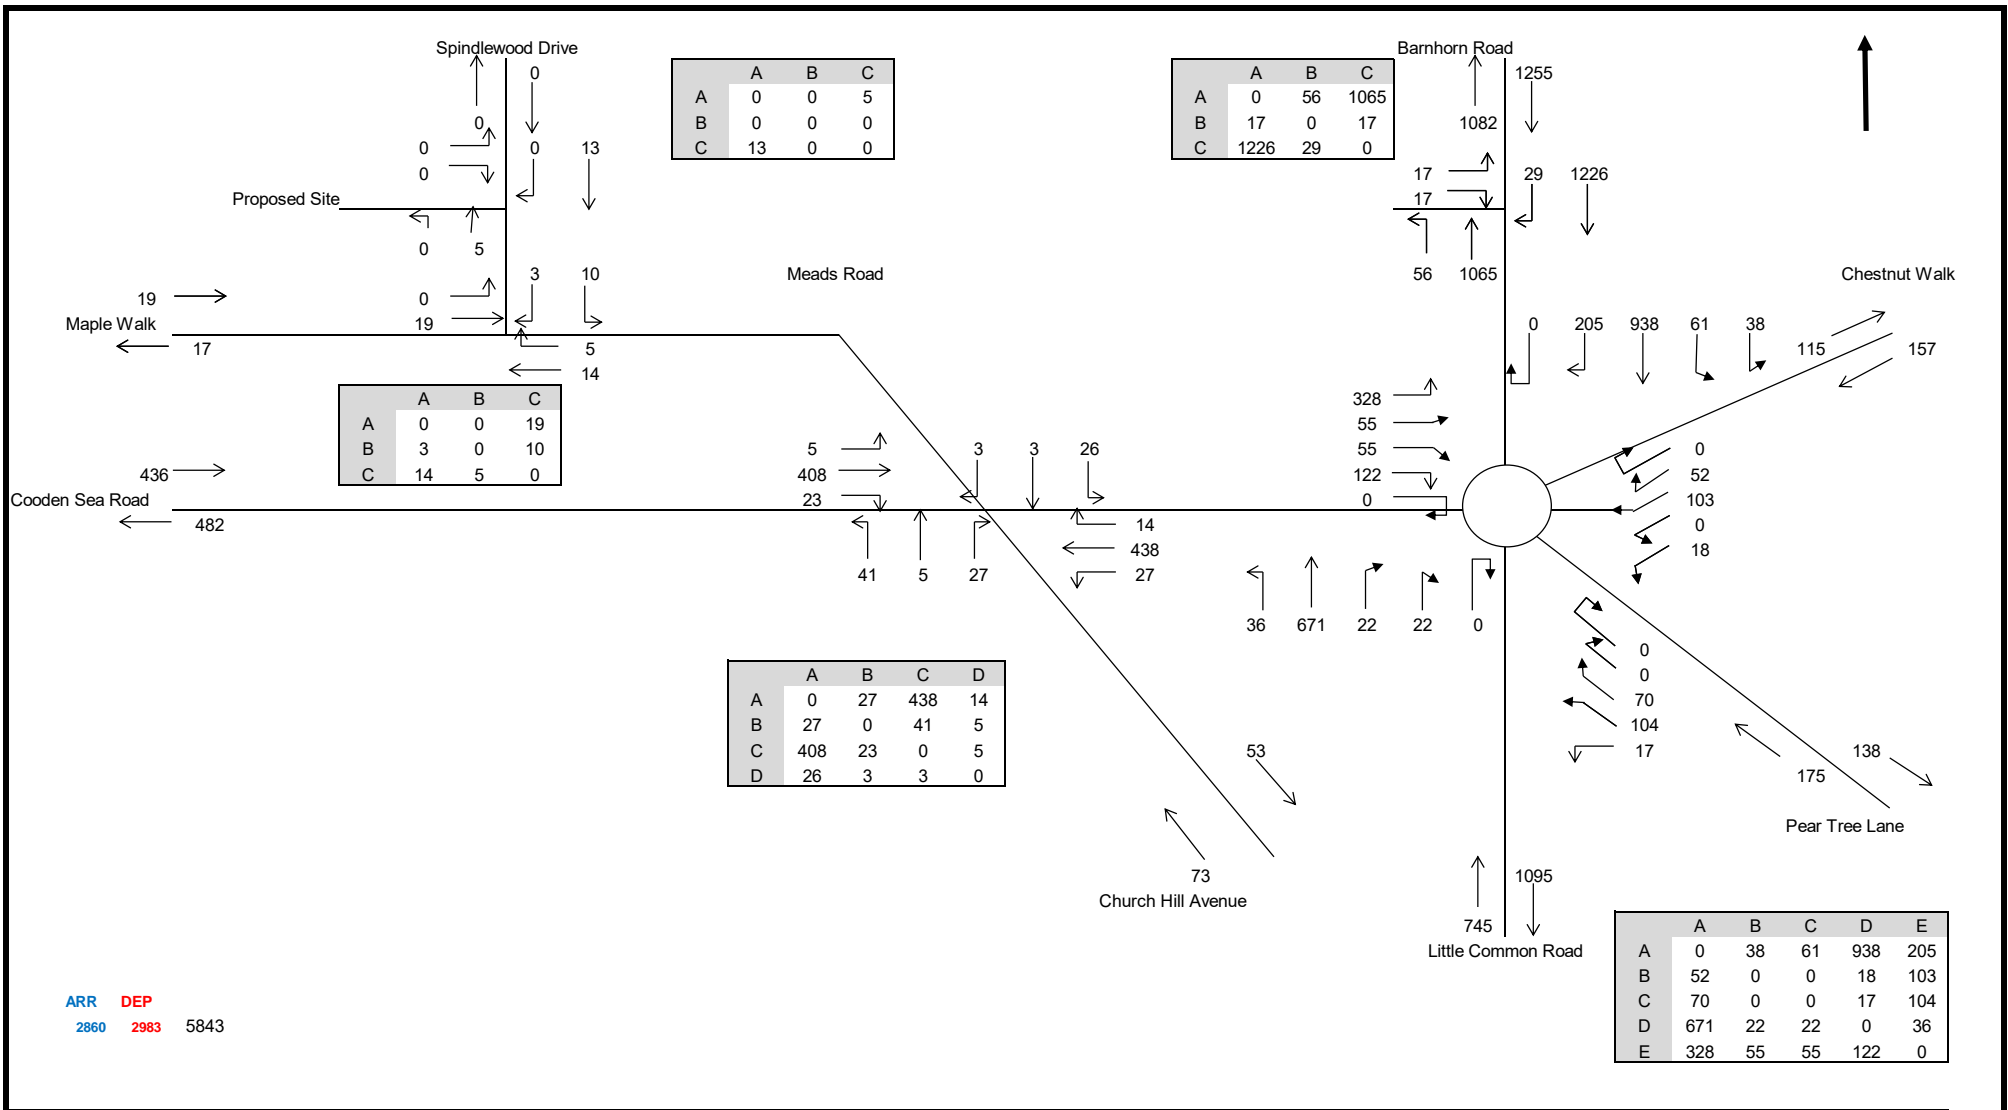 Spindlewood Drive Barnhorn Road
A B C A B C
0 1255
A 0 0 5 A 0 56 1065
B 0 0 0 B 17 0 17
0 1082
C 13 0 0 C 1226 29 0
0 0 13
0 17 29 1226
Proposed Site 17
0 5 56 1065
3 10 Meads Road Chestnut Walk
19 0
Maple Walk 19 0 205 938 61 38
17 5 115 157
14
A B C 328
A 0 0 19 55
B 3 0 10 5 3 3 26 55 0
436 C 14 5 0 408 122 52
Cooden Sea Road 23 0 103
482 14 0
438 18
41 5 27 27
36 671 22 22 0
0
A B C D 0
A 0 27 438 14 70
B 27 0 41 5 104
C 408 23 0 5 53 17 138
D 26 3 3 0 175
Pear Tree Lane
73 1095
Church Hill Avenue
745 A B C D E
Little Common Road A 0 38 61 938 205
B 52 0 0 18 103
ARR DEP C 70 0 0 17 104
2860 2983 5843 D 671 22 22 0 36
E 328 55 55 122 0